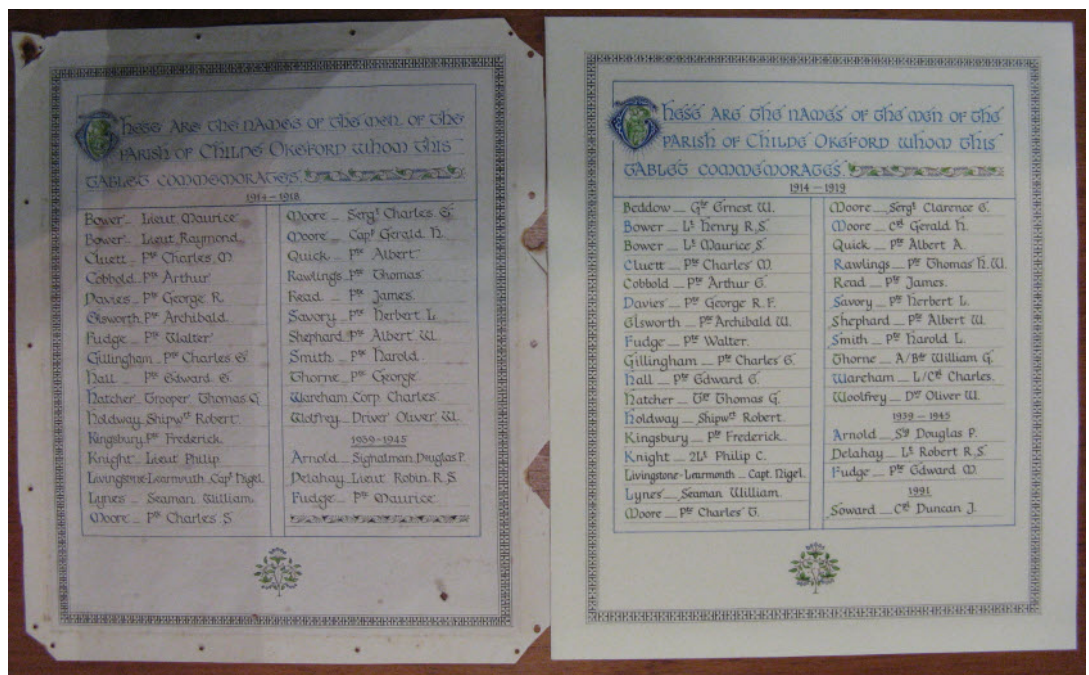 These are the names of the men of the
parish of Childe Okeford whom this
tablet commemorates.
1914 – 1918
Bower – Lieut Maurice
Bower – Lieut Raymond
Cluett – Pte Charles M
Cobbold – Pte Arthur
Davies – Pte George R.
Elsworth – Pte Archibald
Fudge – Pte Walter
Gillingham – Pte Charles E
Hall – Pte Edward E.
Hatcher – Trooper Thomas G
Holdway – Shipwrt Robert
Kingsbury – Pte Frederick
Knight – Lieut Philip
Livingstone-Learmouth – Capt Nigel
Lynes – Seaman William
Moore – Pte Charles S
Moore – Sergt Charles E
Moore – Capt Gerald H.
Quick – Pte Albert
Rawlings – Pte Thomas
Read – Pte James.
Savory – Pte Herbert L
Shephard – Pte Albert W.
Smith – Pte Harold.
Thorne – Pte George
Wareham Corp Charles
Wolfrey – Driver Oliver W.
1939-1945
Arnold – Signalman Douglas P.
Delahay Lieut Robin R.S
Fudge – Pte Maurice
These are the names of the men of the
parish of Childe Okeford whom this
tablet commemorates.
1914 – 1919
Beddow – Gnr Ernest W.
Bower – Lt Henry R.S.
Bower – Lt Maurice S
Cluett – Pte Charles M.
Cobbold – Pte Arthur E.
Davies – Pte George R.F.
Elsworth – Pte Archibald W.
Fudge – Pte Walter.
Gillingham – Pte Charles E.
Hall – Pte Edward E.
Hatcher – Thomas G.
Holdway – Shipwrt Robert.
Kingsbury – Pte Frederick.
Knight – 2Lt Philip C.
Livingstone-Learmonth – Capt. Nigel.
Lynes – Seaman William.
Moore – Pte Charles T.
Moore – Sergt Clarence E.
Moore – Cpl Gerald H.
Quick – Pte Albert A.
Rawlings – Pte Thomas H.W.
Read – Pte James.
Savory – Pte Herbert L.
Shephard – Pte Albert W.
Smith – Pte Harold L.
Thorne – A/Bdr William G.
Wareham – L/Cpl Charles.
Woolfrey – Dvr Oliver W.
1939 – 1945
Arnold – Douglas P.
Delahay – Lt Robert R.S
Fudge – Pte Edward M.
1991
Soward – Cpl Duncan J.